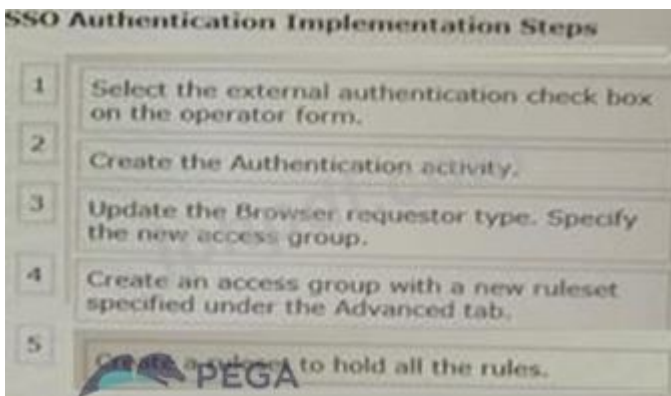 SSO Authentication Implementation Steps
1
Select the external authentication check box
on the operator form.
2
Create the Authentication activity.
3
Update the Browser requestor type. Specify
the new access group.
4
Create an access group with a new ruleset
specified under the Advanced tab.
5
Create a ruleset to hold all the rules.
PEGA